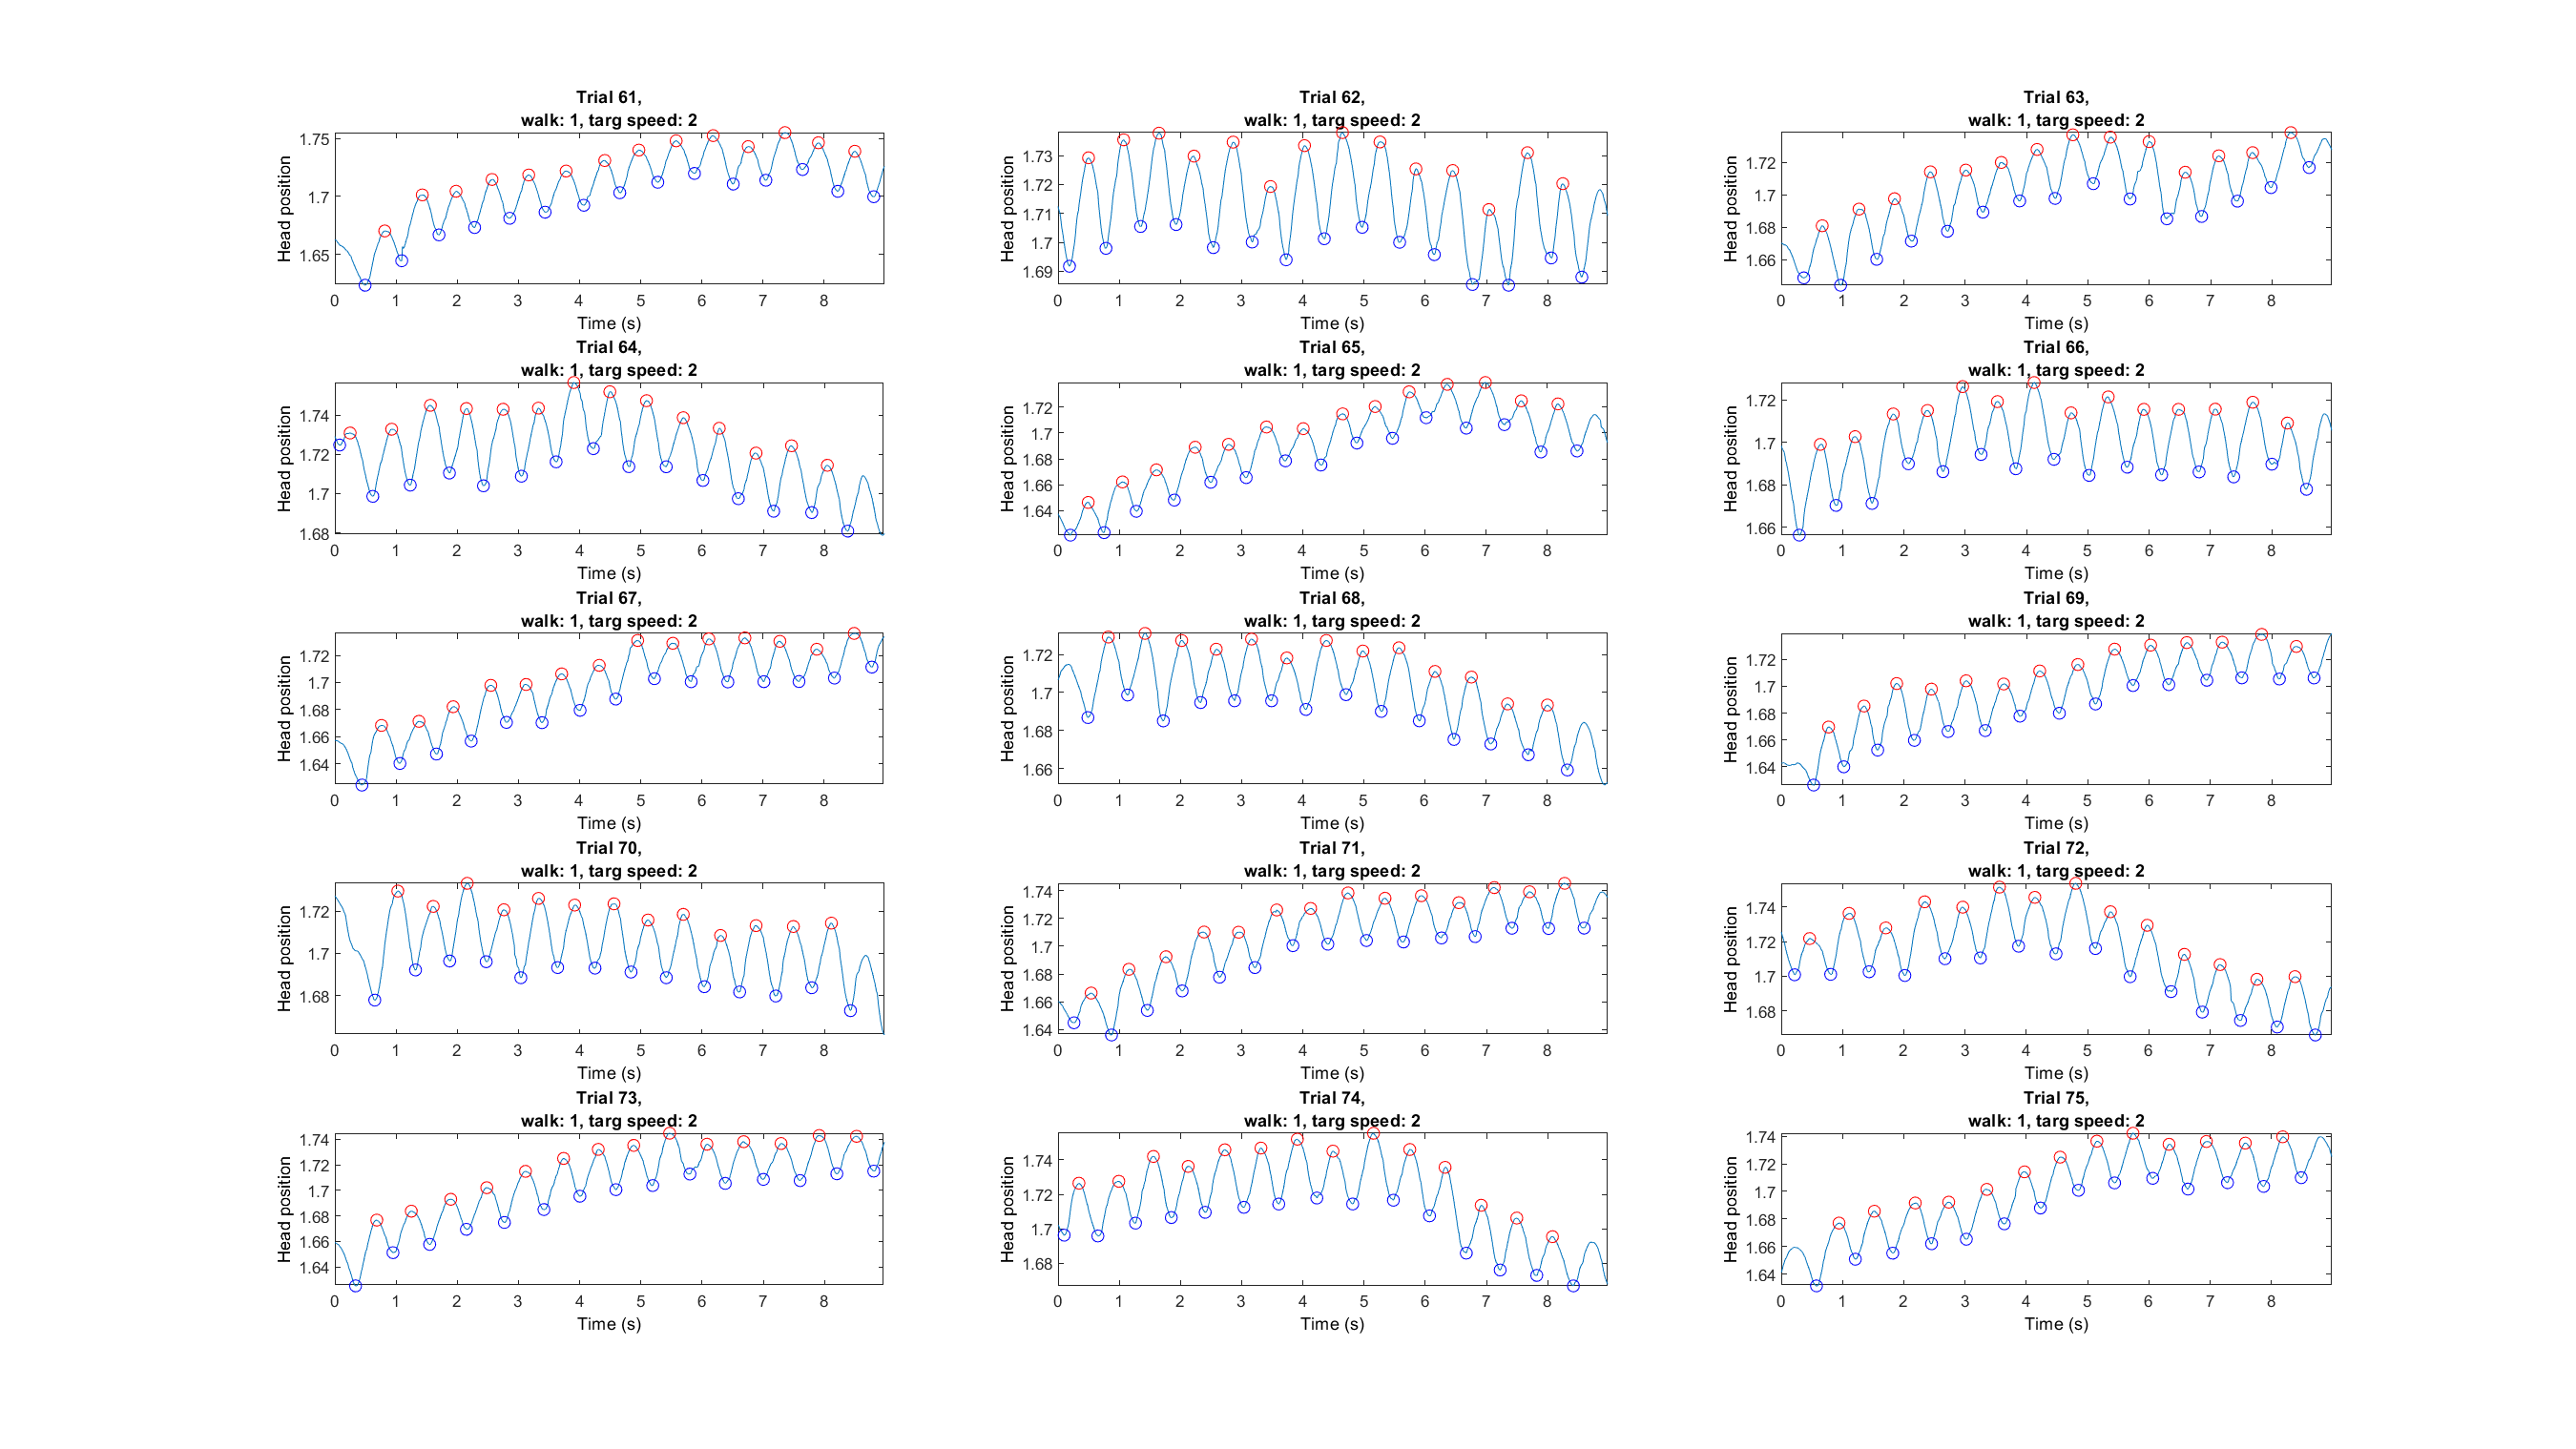 Trial 61,
walk: 1, targ speed: 2
1.75
1.7
1.65
Head position
0 1 2 3 4 5 6 7 8
Time (s)
Trial 62,
walk: 1, targ speed: 2
1.73
1.72
1.71
1.7
1.69
Head position
0 1 2 3 4 5 6 7 8
Time (s)
Trial 63,
walk: 1, targ speed: 2
1.72
1.7
1.68
1.66
Head position
0 1 2 3 4 5 6 7 8
Time (s)
Trial 64,
walk: 1, targ speed: 2
1.74
1.72
1.7
1.68
Head position
0 1 2 3 4 5 6 7 8
Time (s)
Trial 65,
walk: 1, targ speed: 2
1.72
1.7
1.68
1.66
1.64
Head position
0 1 2 3 4 5 6 7 8
Time (s)
Trial 66,
walk: 1, targ speed: 2
1.72
1.7
1.68
1.66
Head position
0 1 2 3 4 5 6 7 8
Time (s)
Trial 67,
walk: 1, targ speed: 2
1.72
1.7
1.68
1.66
1.64
Head position
0 1 2 3 4 5 6 7 8
Time (s)
Trial 68,
walk: 1, targ speed: 2
1.72
1.7
1.68
1.66
Head position
0 1 2 3 4 5 6 7 8
Time (s)
Trial 69,
walk: 1, targ speed: 2
1.72
1.7
1.68
1.66
1.64
Head position
0 1 2 3 4 5 6 7 8
Time (s)
Trial 70,
walk: 1, targ speed: 2
1.72
1.7
1.68
Head position
0 1 2 3 4 5 6 7 8
Time (s)
Trial 71,
walk: 1, targ speed: 2
1.74
1.72
1.7
1.68
1.66
1.64
Head position
0 1 2 3 4 5 6 7 8
Time (s)
Trial 72,
walk: 1, targ speed: 2
1.74
1.72
1.7
1.68
Head position
0 1 2 3 4 5 6 7 8
Time (s)
Trial 73,
walk: 1, targ speed: 2
1.74
1.72
1.7
1.68
1.66
1.64
Head position
0 1 2 3 4 5 6 7 8
Time (s)
Trial 74,
walk: 1, targ speed: 2
1.74
1.72
1.7
1.68
Head position
0 1 2 3 4 5 6 7 8
Time (s)
Trial 75,
walk: 1, targ speed: 2
1.74
1.72
1.7
1.68
1.66
1.64
Head position
0 1 2 3 4 5 6 7 8
Time (s)